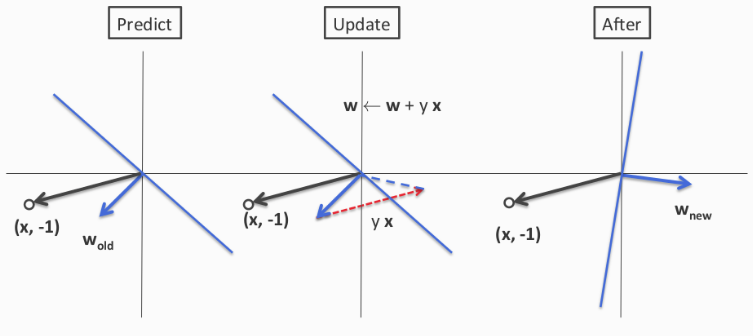 Predict
Update
After
w ← w + y x
(x, -1)
w_old
(x, -1)
y x
(x, -1)
w_new